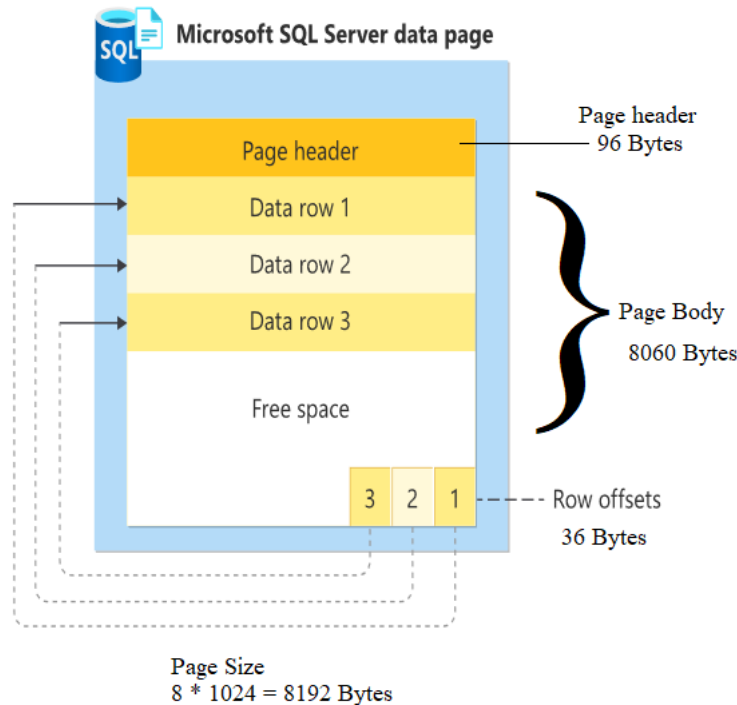 SQL
Microsoft SQL Server data page
Page header
96 Bytes
Page header
Data row 1
Data row 2
Data row 3
Page Body
8060 Bytes
Free space
3 2 1
Row offsets
36 Bytes
Page Size
8 * 1024 = 8192 Bytes